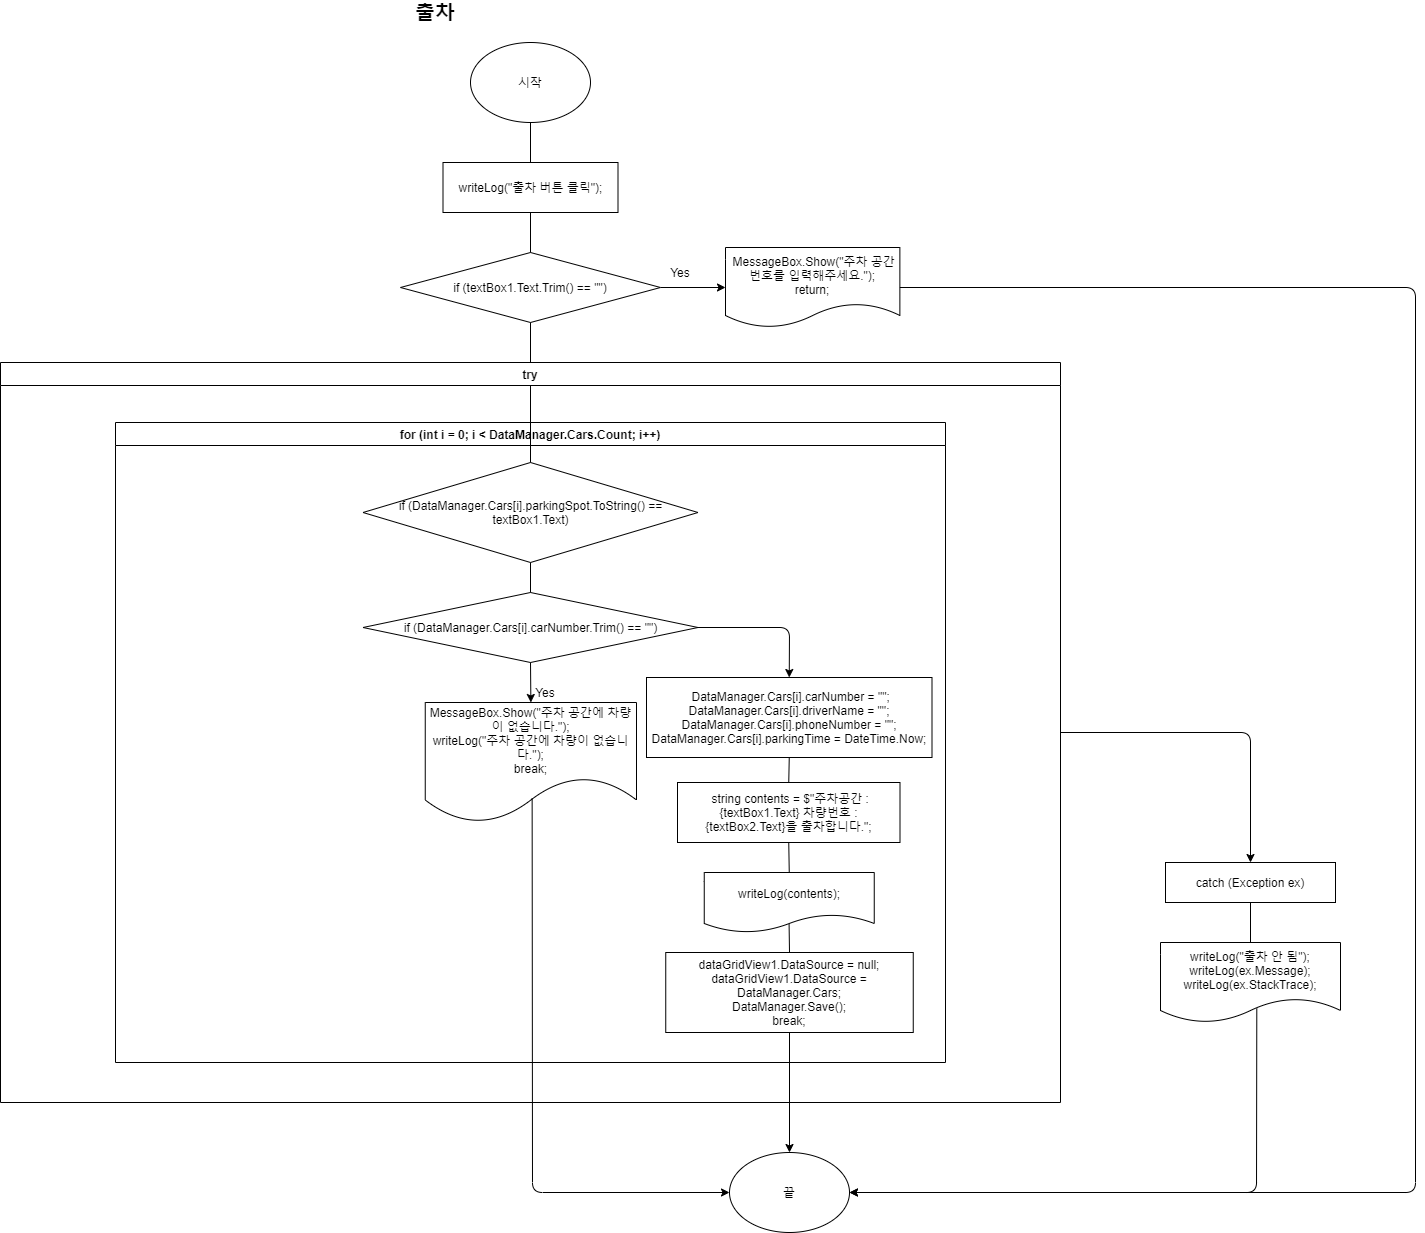 출차
시작
writeLog("출차 버튼 클릭");
if (textBox1.Text.Trim() == "")
Yes
MessageBox.Show("주차 공간
번호를 입력해주세요.");
return;
try
for (int i = 0; i < DataManager.Cars.Count; i++)
if (DataManager.Cars[i].parkingSpot.ToString() ==
textBox1.Text)
if (DataManager.Cars[i].carNumber.Trim() == "")
Yes
MessageBox.Show("주차 공간에 차량
이 없습니다.");
writeLog("주차 공간에 차량이 없습니
다.");
break;
DataManager.Cars[i].carNumber = "";
DataManager.Cars[i].driverName = "";
DataManager.Cars[i].phoneNumber = "";
DataManager.Cars[i].parkingTime = DateTime.Now;
string contents = $"주차공간 :
{textBox1.Text} 차량번호 :
{textBox2.Text}을 출차합니다.";
writeLog(contents);
dataGridView1.DataSource = null;
dataGridView1.DataSource =
DataManager.Cars;
DataManager.Save();
break;
catch (Exception ex)
writeLog("출차 안 됨");
writeLog(ex.Message);
writeLog(ex.StackTrace);
끝